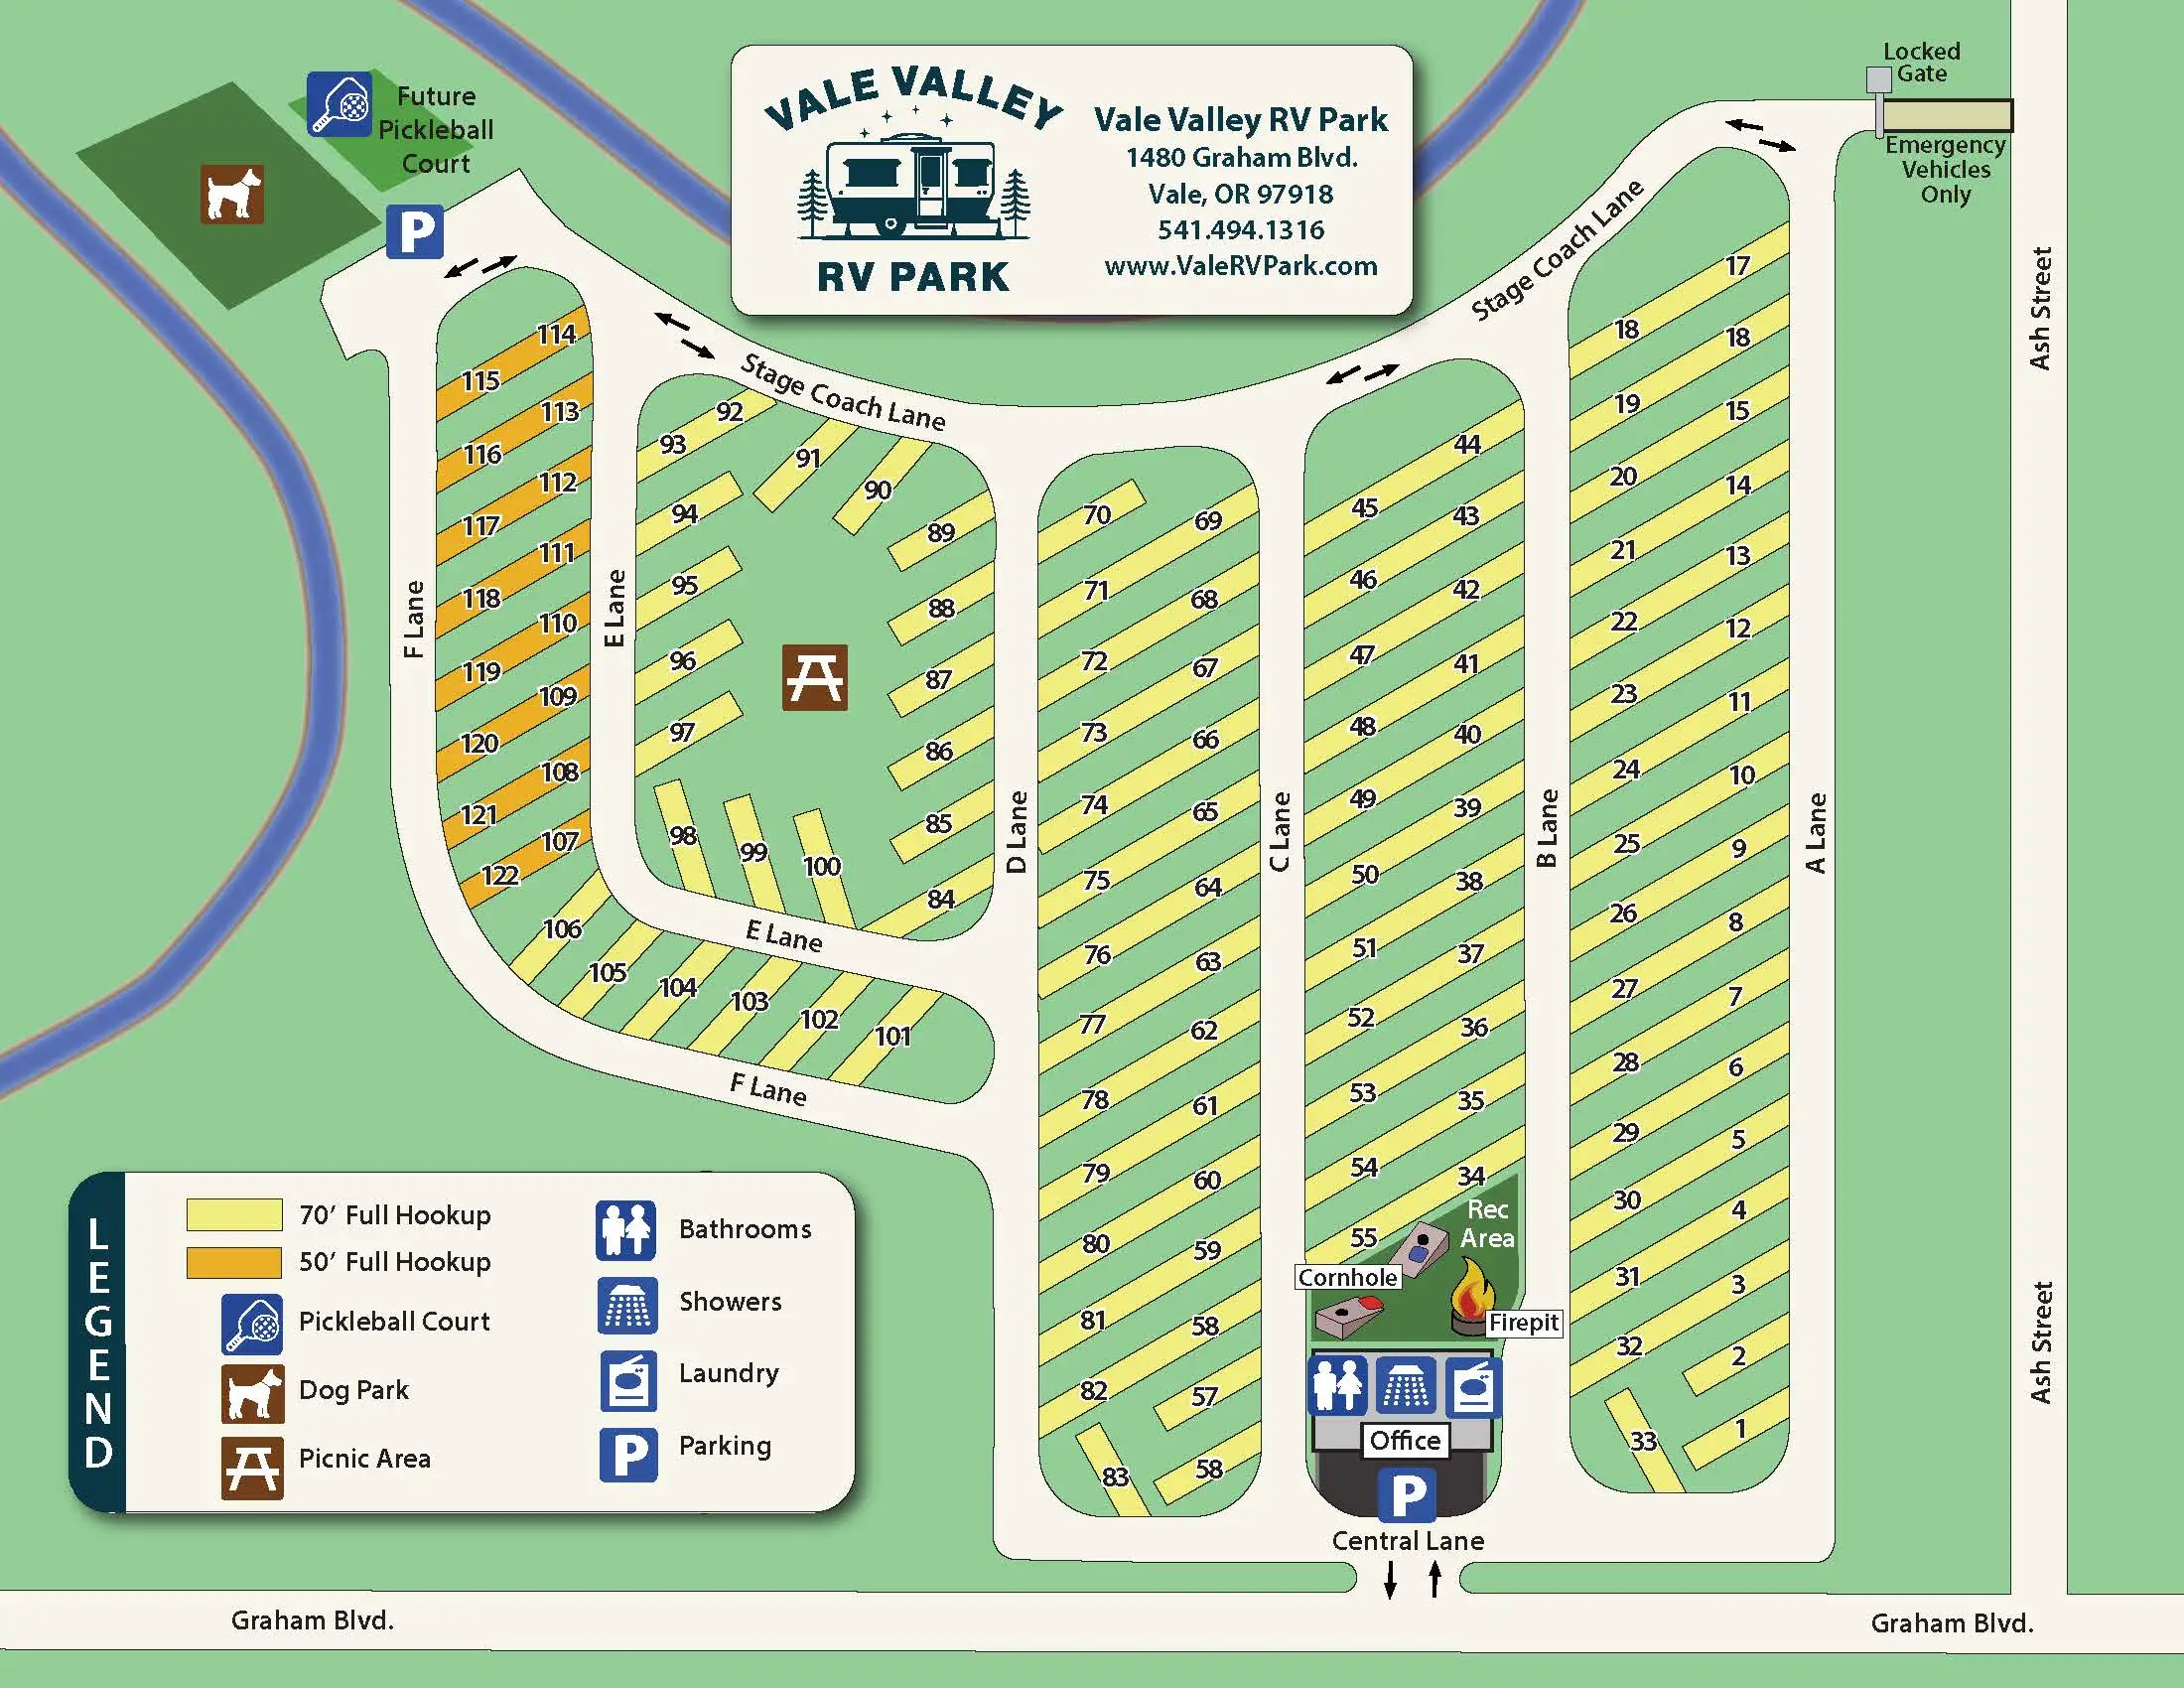 VALE VALLEY
RV PARK
Vale Valley RV Park
1480 Graham Blvd.
Vale, OR 97918
541.494.1316
www.ValeRVPark.com
Locked
Gate
Emergency
Vehicles
Only
Future
Pickleball
Court
P
Stage Coach Lane
Stage Coach Lane
Ash Street
Ash Street
F Lane
E Lane
D Lane
C Lane
B Lane
A Lane
E Lane
F Lane
114
115
113
116
112
117
111
118
110
119
109
120
108
121
107
122
106
105
104
103
102
101
92
93
91
90
94
89
95
88
96
87
97
86
98
99
100
85
84
70
69
71
68
72
67
73
66
74
65
75
64
76
63
77
62
78
61
79
60
80
59
81
58
82
57
83
58
44
45
43
46
42
47
41
48
40
49
39
50
38
51
37
52
36
53
35
54
34
55
17
18
18
19
15
20
14
21
13
22
12
23
11
24
10
25
9
26
8
27
7
28
6
29
5
30
4
31
3
32
2
33
1
Rec
Area
Cornhole
Firepit
Office
P
Central Lane
LEGEND
70' Full Hookup
50' Full Hookup
Pickleball Court
Dog Park
Picnic Area
Bathrooms
Showers
Laundry
P Parking
Graham Blvd.
Graham Blvd.